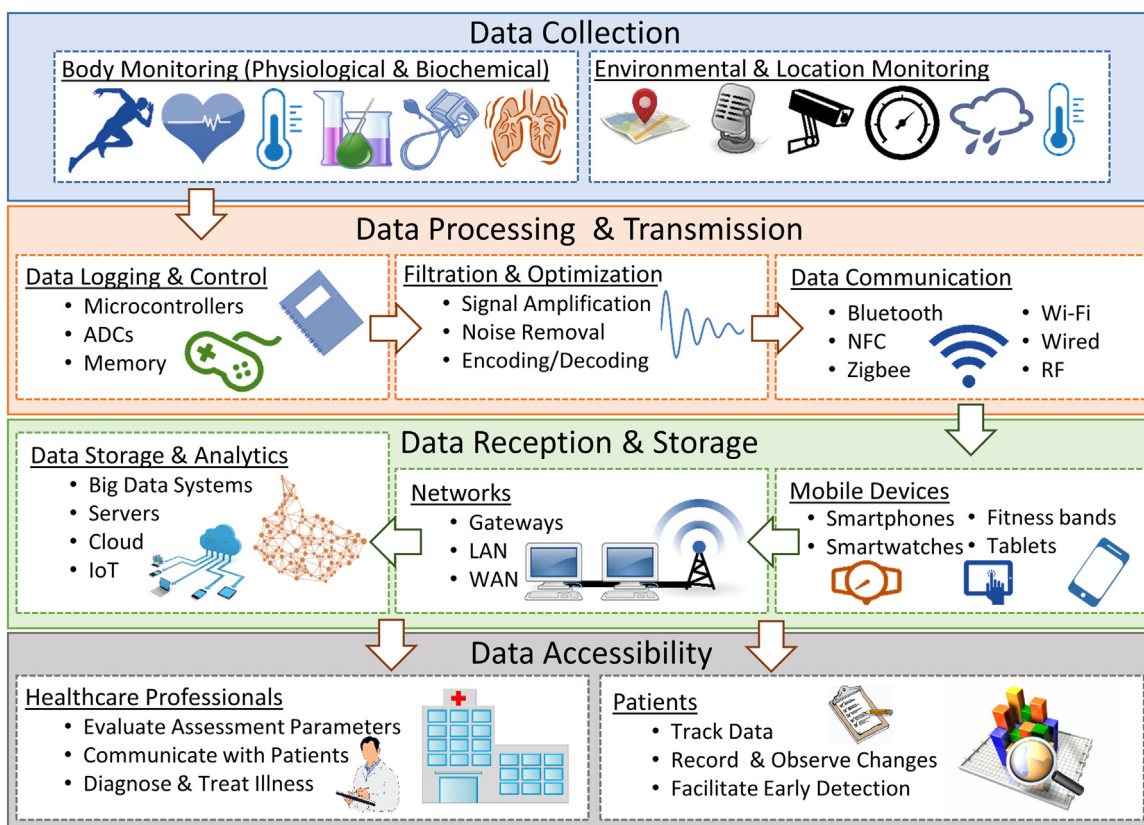 Data Collection
Body Monitoring (Physiological & Biochemical)
Environmental & Location Monitoring
Data Processing & Transmission
Data Logging & Control
• Microcontrollers
• ADCs
• Memory
Filtration & Optimization
• Signal Amplification
• Noise Removal
• Encoding/Decoding
Data Communication
• Bluetooth
• NFC
• Zigbee
• Wi-Fi
• Wired
• RF
Data Reception & Storage
Data Storage & Analytics
• Big Data Systems
• Servers
• Cloud
• IoT
Networks
• Gateways
• LAN
• WAN
Mobile Devices
• Smartphones
• Smartwatches
• Fitness bands
• Tablets
Data Accessibility
Healthcare Professionals
• Evaluate Assessment Parameters
• Communicate with Patients
• Diagnose & Treat Illness
Patients
• Track Data
• Record & Observe Changes
• Facilitate Early Detection